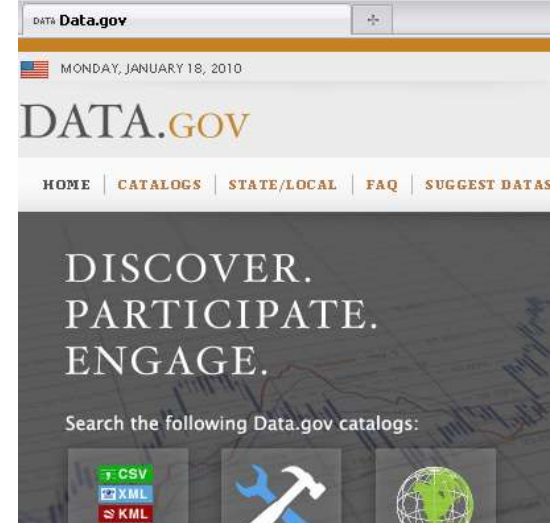 DATA Data.gov
MONDAY, JANUARY 18, 2010
DATA.GOV
HOME CATALOGS STATE/LOCAL FAQ SUGGEST DATAS
DISCOVER.
PARTICIPATE.
ENGAGE.
Search the following Data.gov catalogs:
CSV
XML
KML